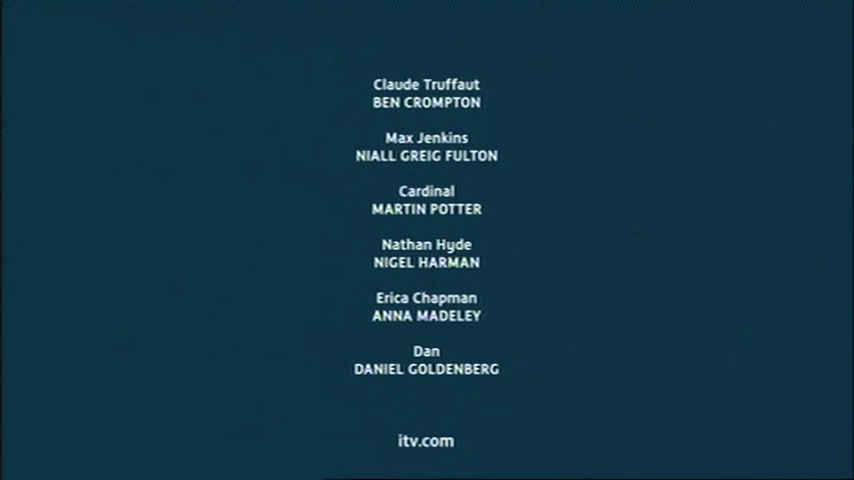 Claude Truffaut
BEN CROMPTON
Max Jenkins
NIALL GREIG FULTON
Cardinal
MARTIN POTTER
Nathan Hyde
NIGEL HARMAN
Erica Chapman
ANNA MADELEY
Dan
DANIEL GOLDENBERG
itv.com